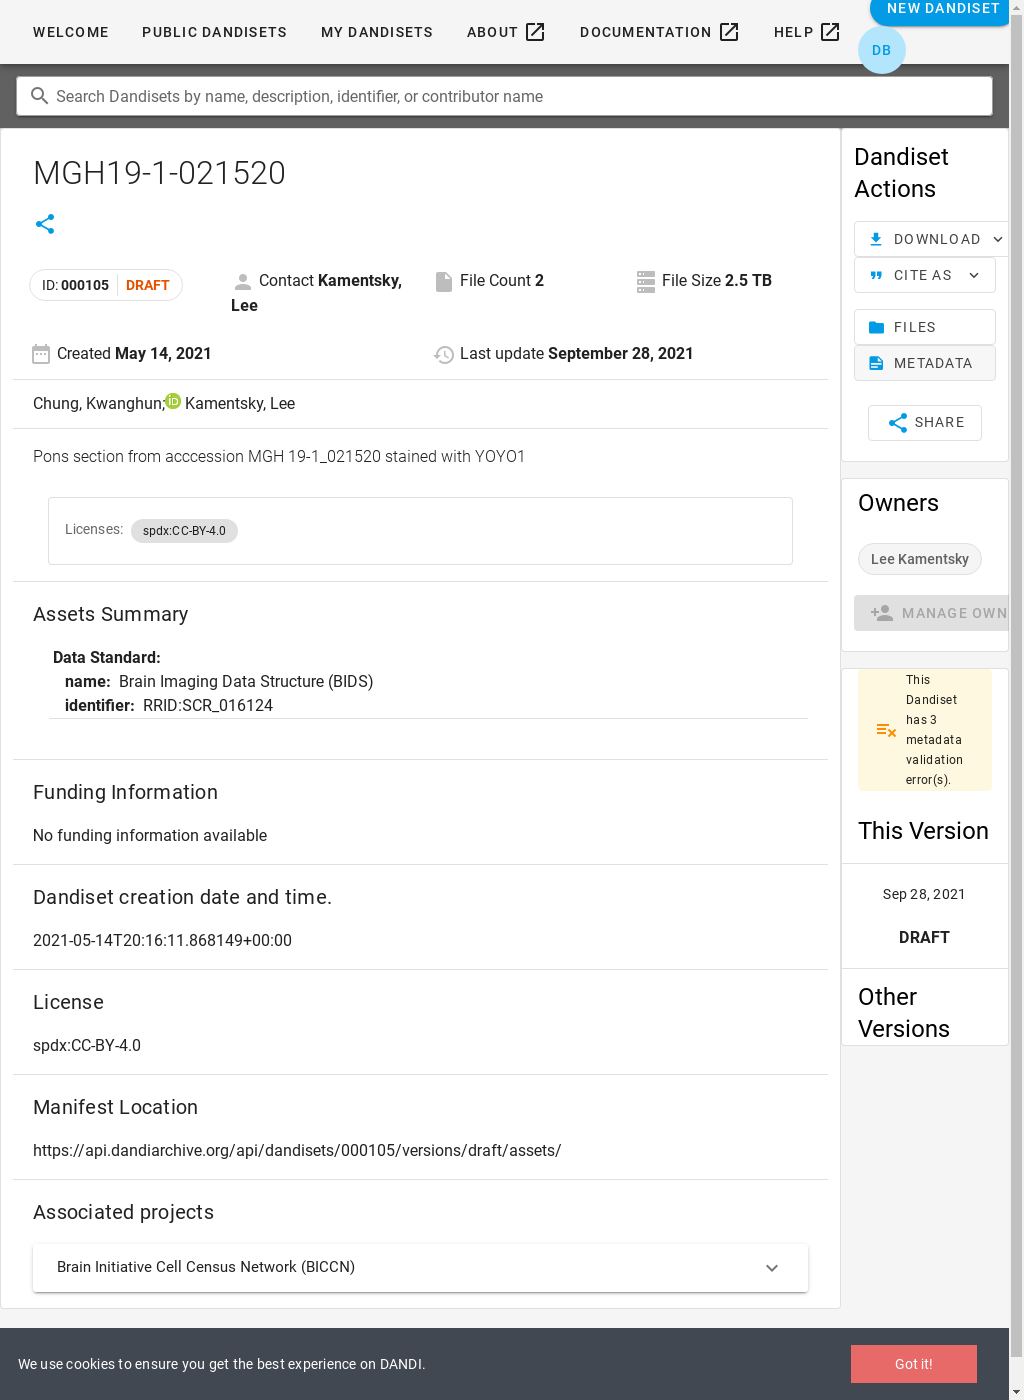 WELCOME PUBLIC DANDISETS MY DANDISETS ABOUT DOCUMENTATION HELP NEW DANDISET
DB
Search Dandisets by name, description, identifier, or contributor name
MGH19-1-021520
ID: 000105 DRAFT
Contact Kamentsky, Lee
File Count 2
File Size 2.5 TB
Created May 14, 2021
Last update September 28, 2021
Chung, Kwanghun; Kamentsky, Lee
Pons section from acccession MGH 19-1_021520 stained with YOYO1
Licenses: spdx:CC-BY-4.0
Assets Summary
Data Standard:
name: Brain Imaging Data Structure (BIDS)
identifier: RRID:SCR_016124
Funding Information
No funding information available
Dandiset creation date and time.
2021-05-14T20:16:11.868149+00:00
License
spdx:CC-BY-4.0
Manifest Location
https://api.dandiarchive.org/api/dandisets/000105/versions/draft/assets/
Associated projects
Brain Initiative Cell Census Network (BICCN)
Dandiset
Actions
DOWNLOAD
CITE AS
FILES
METADATA
SHARE
Owners
Lee Kamentsky
MANAGE OWN
This
Dandiset
has 3
metadata
validation
error(s).
This Version
Sep 28, 2021
DRAFT
Other
Versions
We use cookies to ensure you get the best experience on DANDI.
Got it!